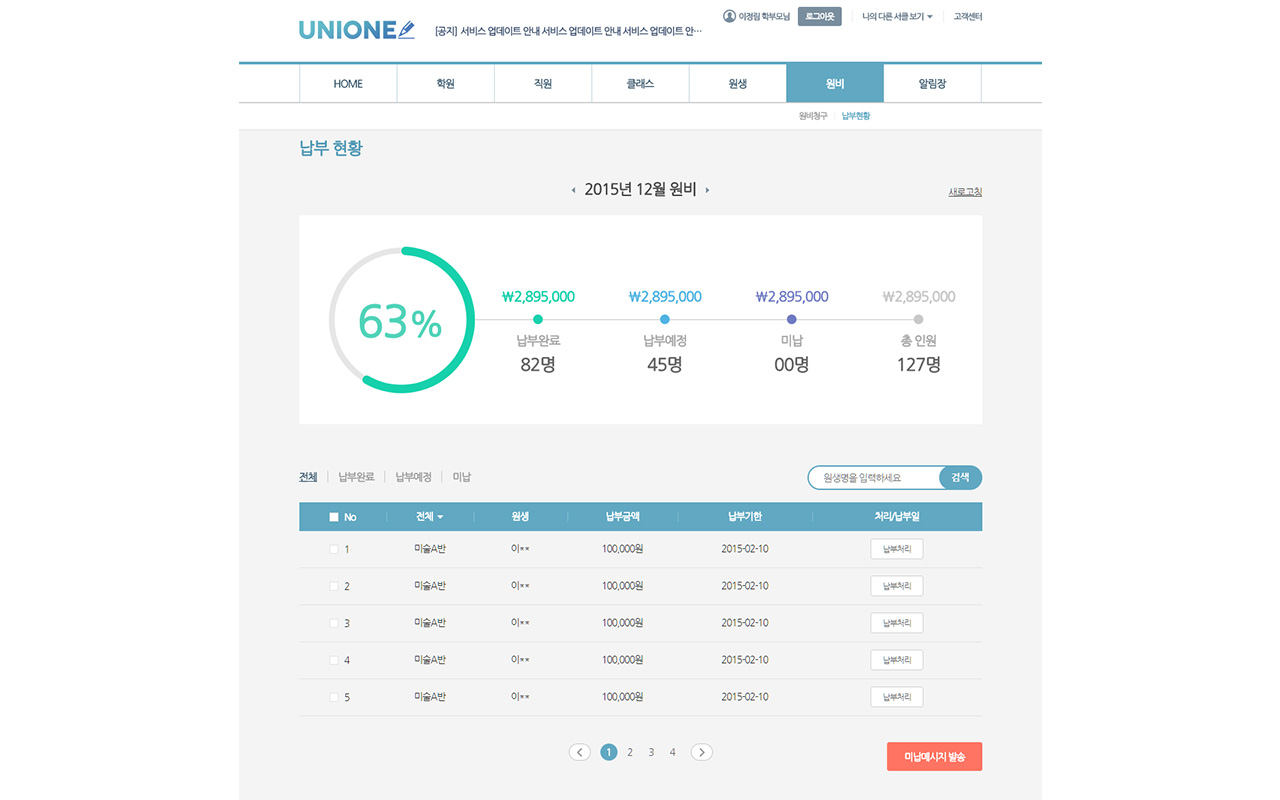 이정림 학부모님 로그아웃 나의 다른 서클 보기 고객센터
UNIONE [공지] 서비스 업데이트 안내 서비스 업데이트 안내 서비스 업데이트 안…
HOME 학원 직원 클래스 원생 원비 알림장
원비청구 납부현황
납부 현황
2015년 12월 원비 새로고침
₩2,895,000 ₩2,895,000 ₩2,895,000 ₩2,895,000
63%
납부완료 납부예정 미납 총 인원
82명 45명 00명 127명
전체 납부완료 납부예정 미납 원생명을 입력하세요 검색
No 전체 원생 납부금액 납부기한 처리/납부일
1 미술A반 이** 100,000원 2015-02-10 납부처리
2 미술A반 이** 100,000원 2015-02-10 납부처리
3 미술A반 이** 100,000원 2015-02-10 납부처리
4 미술A반 이** 100,000원 2015-02-10 납부처리
5 미술A반 이** 100,000원 2015-02-10 납부처리
1 2 3 4
미납메시지 발송